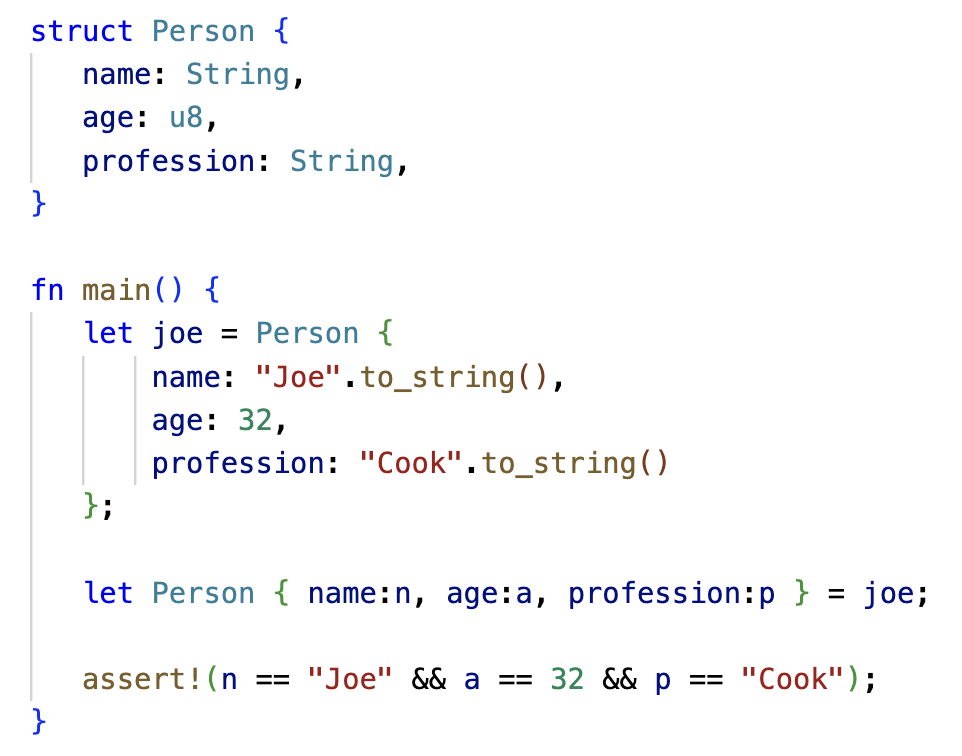 struct Person {
   name: String,
   age: u8,
   profession: String,
}

fn main() {
   let joe = Person {
       name: "Joe".to_string(),
       age: 32,
       profession: "Cook".to_string()
   };

   let Person { name:n, age:a, profession:p } = joe;

   assert!(n == "Joe" && a == 32 && p == "Cook");
}